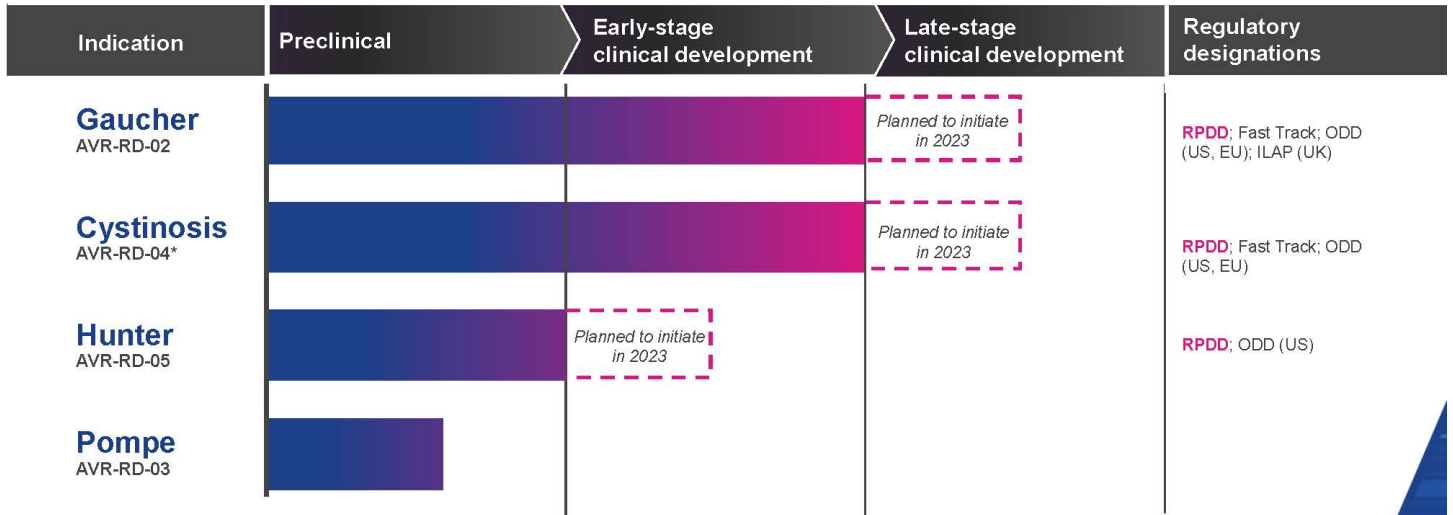 Indication
Preclinical
Early-stage
clinical development
Late-stage
clinical development
Regulatory
designations
Gaucher
AVR-RD-02
Planned to initiate
in 2023
RPDD; Fast Track; ODD
(US, EU); ILAP (UK)
Cystinosis
AVR-RD-04*
Planned to initiate
in 2023
RPDD; Fast Track; ODD
(US, EU)
Hunter
AVR-RD-05
Planned to initiate
in 2023
RPDD; ODD (US)
Pompe
AVR-RD-03